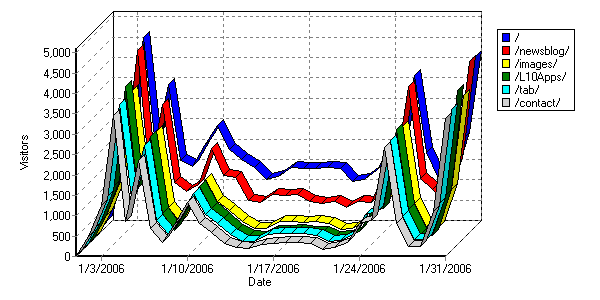 5,000
4,500
4,000
3,500
3,000
2,500
2,000
1,500
1,000
500
0
Visitors
1/3/2006 1/10/2006 1/17/2006 1/24/2006 1/31/2006
Date
/
/newsblog/
/images/
/L10Apps/
/tab/
/contact/